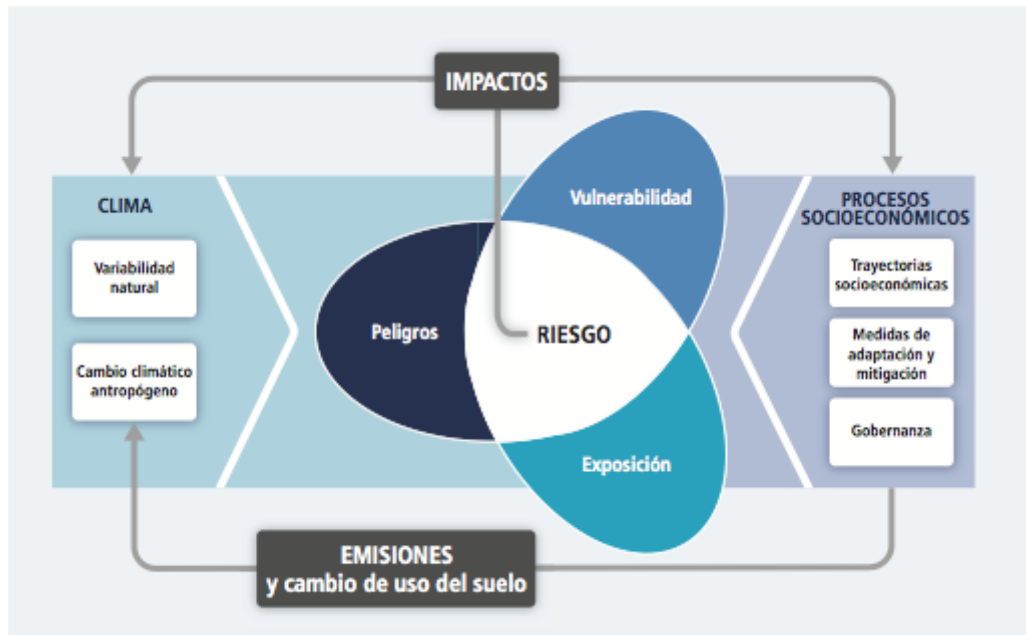 IMPACTOS
CLIMA
Variabilidad
natural
Cambio climático
antropógeno
Peligros
Vulnerabilidad
RIESGO
Exposición
PROCESOS
SOCIOECONÓMICOS
Trayectorias
socioeconómicas
Medidas de
adaptación y
mitigación
Gobernanza
EMISIONES
y cambio de uso del suelo